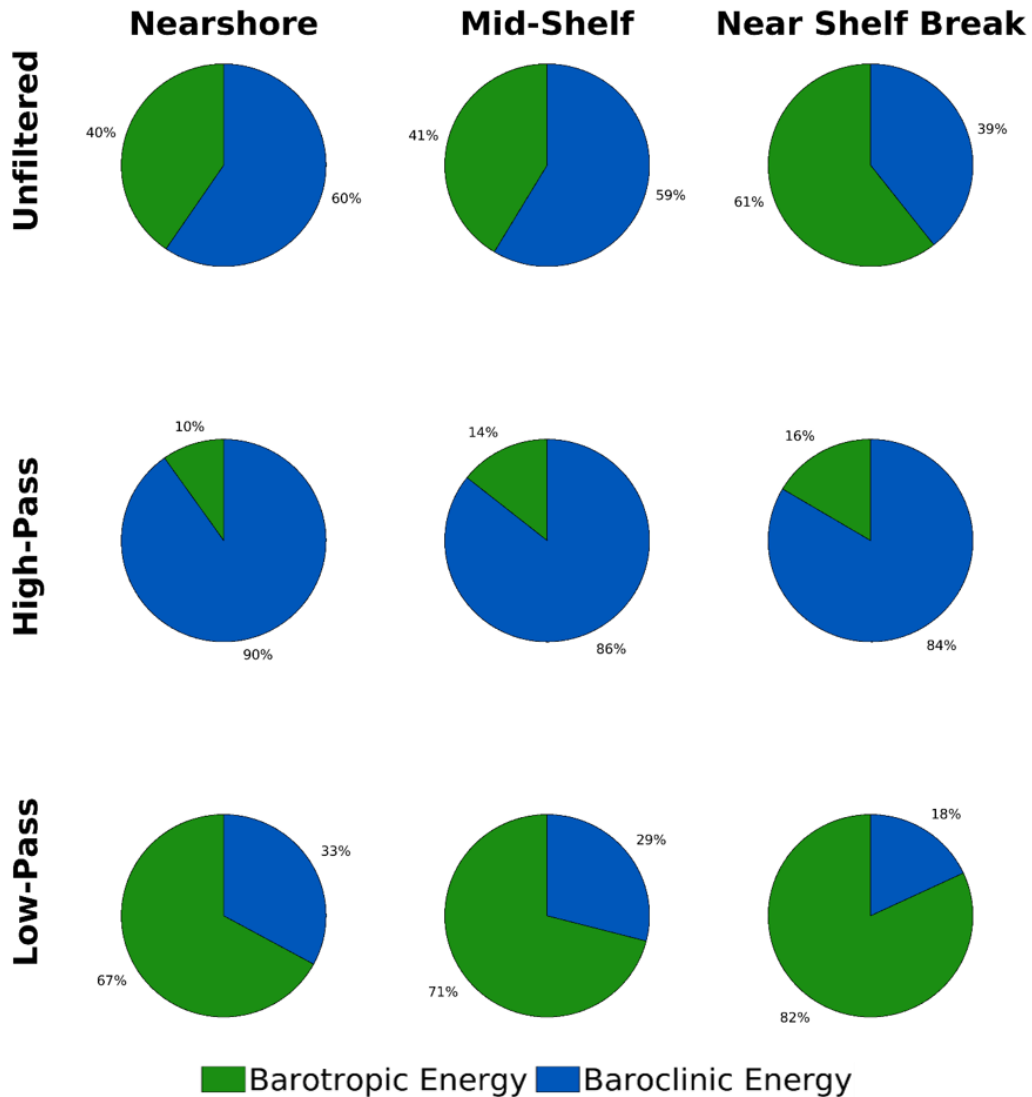 Nearshore Mid-Shelf Near Shelf Break
Unfiltered
40% 60%
41% 59%
61% 39%
High-Pass
10% 90%
14% 86%
16% 84%
Low-Pass
67% 33%
71% 29%
82% 18%
Barotropic Energy Baroclinic Energy